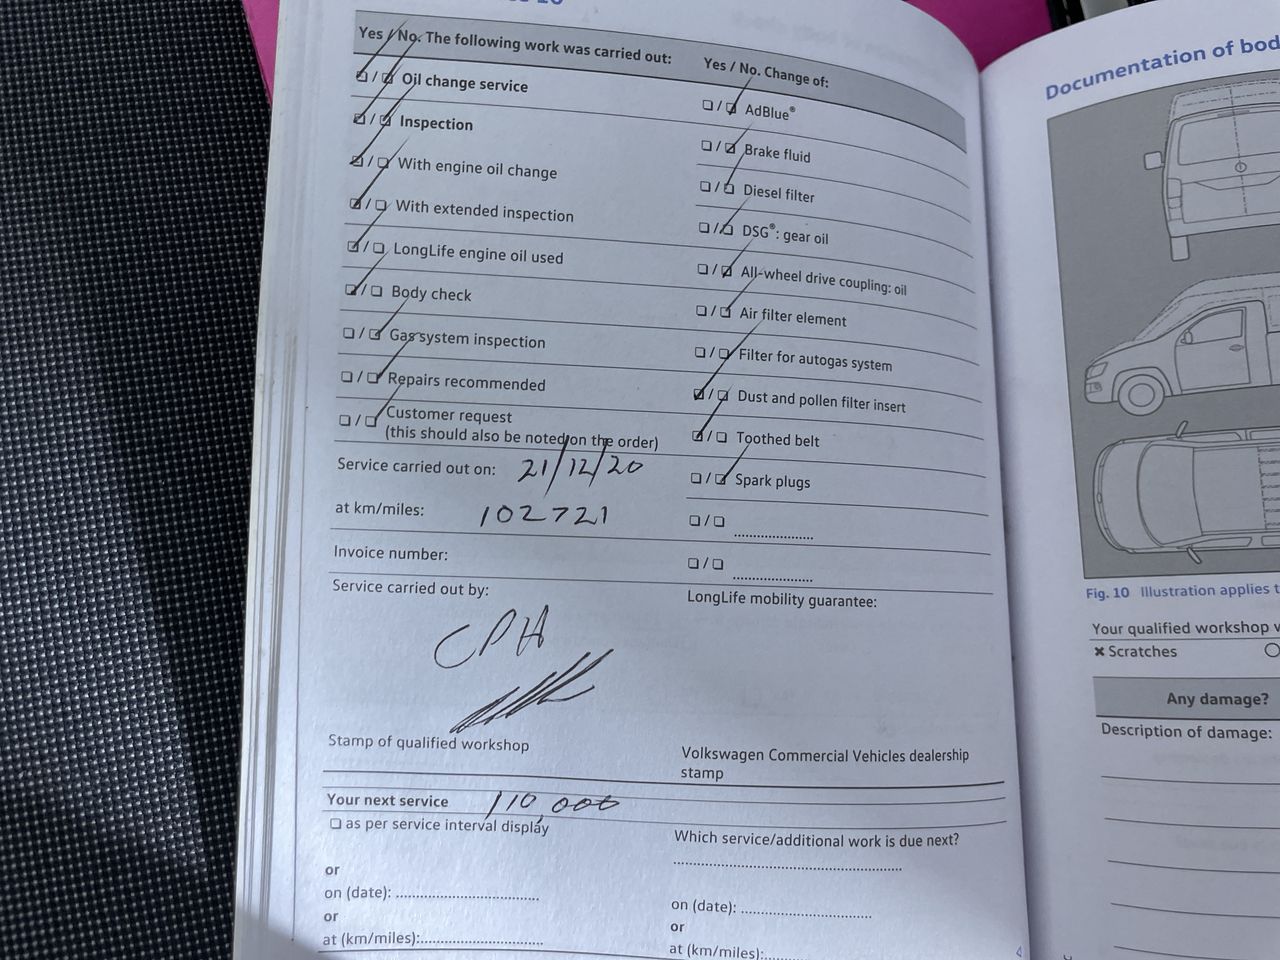 Yes / No. The following work was carried out:
❑ / ❑ Oil change service
❑ / ❑ Inspection
❑ / ❑ With engine oil change
❑ / ❑ With extended inspection
❑ / ❑ LongLife engine oil used
❑ / ❑ Body check
❑ / ❑ Gas system inspection
❑ / ❑ Repairs recommended
❑ / ❑ Customer request
(this should also be noted on the order)
Service carried out on: 21/12/20
at km/miles: 102721
Invoice number:
Service carried out by:
CPH
Stamp of qualified workshop
Yes / No. Change of:
❑ / ❑ AdBlue®
❑ / ❑ Brake fluid
❑ / ❑ Diesel filter
❑ / ❑ DSG®: gear oil
❑ / ❑ All-wheel drive coupling: oil
❑ / ❑ Air filter element
❑ / ❑ Filter for autogas system
❑ / ❑ Dust and pollen filter insert
❑ / ❑ Toothed belt
❑ / ❑ Spark plugs
❑ / ❑ ....................
❑ / ❑ ....................
LongLife mobility guarantee:
Volkswagen Commercial Vehicles dealership
stamp
Your next service 110,000
❑ as per service interval display
or
on (date): ....................
or
at (km/miles):....................
Which service/additional work is due next?
....................
on (date): ....................
or
at (km/miles):....................
Documentation of bod
Fig. 10 Illustration applies t
Your qualified workshop
✖ Scratches
Any damage?
Description of damage: